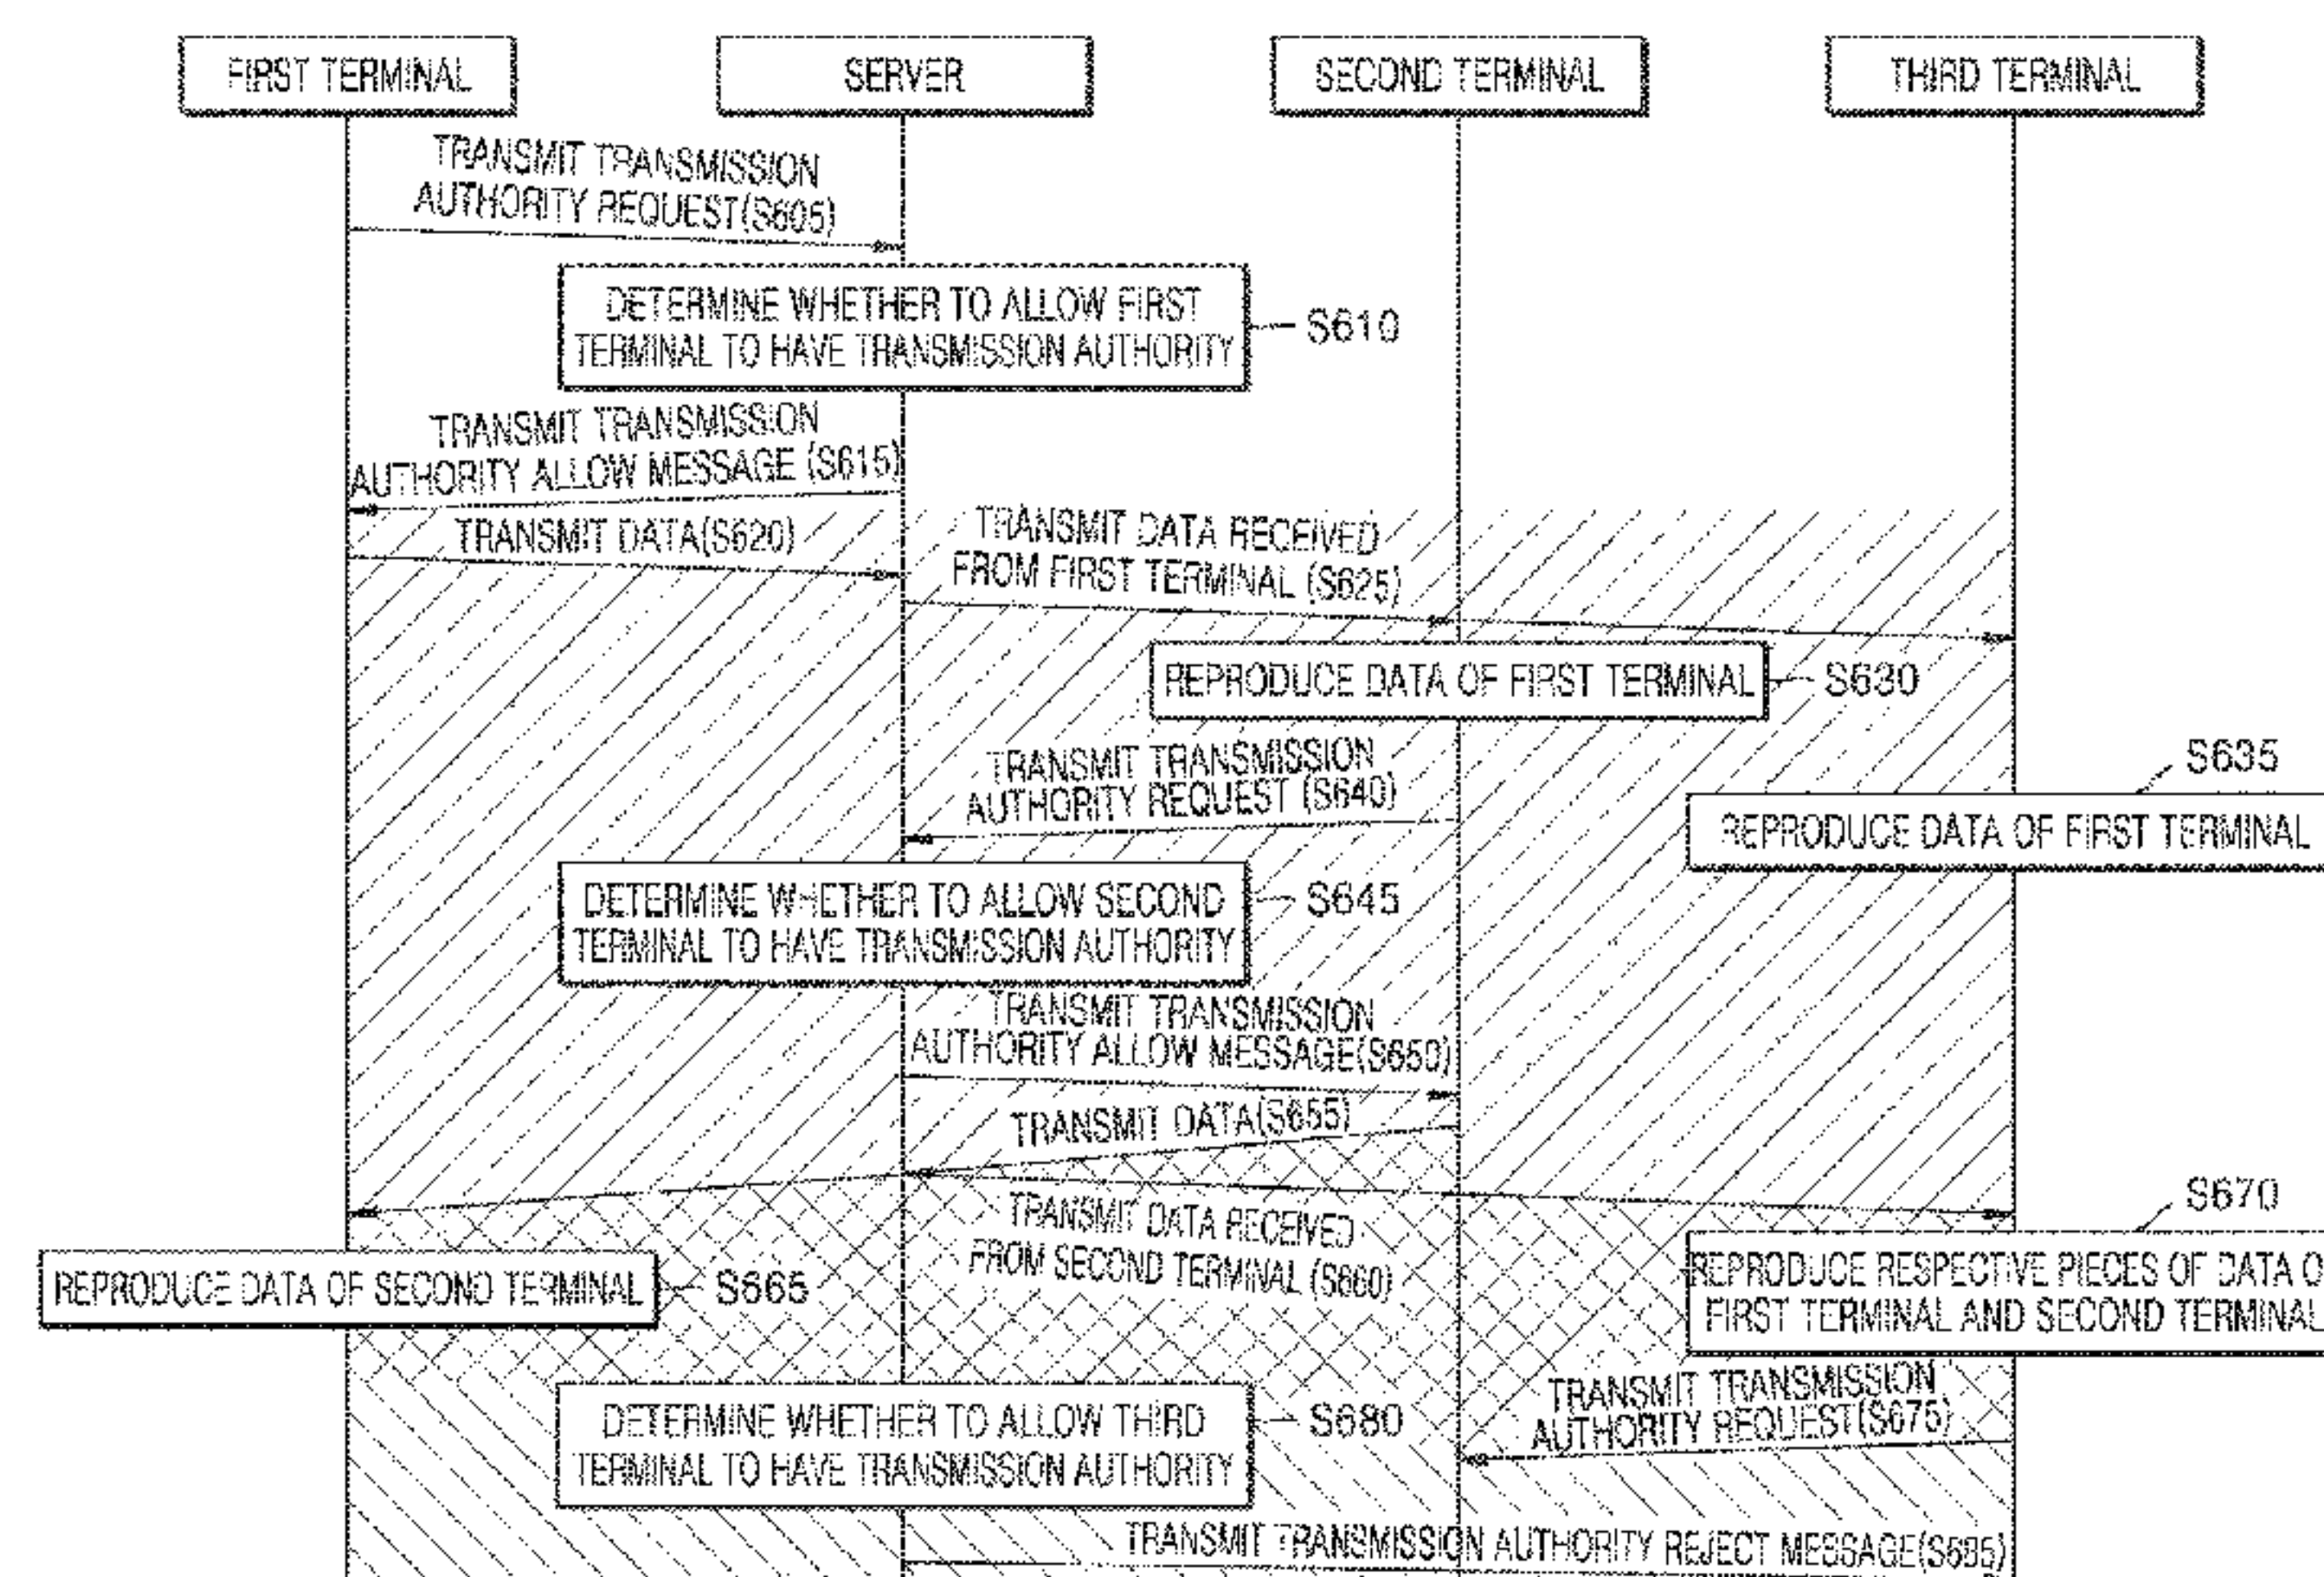 FIRST TERMINAL
SERVER
SECOND TERMINAL
THIRD TERMINAL
TRANSMIT TRANSMISSION
AUTHORITY REQUEST(S605)
DETERMINE WHETHER TO ALLOW FIRST
TERMINAL TO HAVE TRANSMISSION AUTHORITY
S610
TRANSMIT TRANSMISSION
AUTHORITY ALLOW MESSAGE (S615)
TRANSMIT DATA(S620)
TRANSMIT DATA RECEIVED
FROM FIRST TERMINAL (S625)
REPRODUCE DATA OF FIRST TERMINAL
S630
S635
REPRODUCE DATA OF FIRST TERMINAL
TRANSMIT TRANSMISSION
AUTHORITY REQUEST (S640)
DETERMINE WHETHER TO ALLOW SECOND
TERMINAL TO HAVE TRANSMISSION AUTHORITY
S645
TRANSMIT TRANSMISSION
AUTHORITY ALLOW MESSAGE(S650)
TRANSMIT DATA(S655)
TRANSMIT DATA RECEIVED
FROM SECOND TERMINAL (S660)
REPRODUCE DATA OF SECOND TERMINAL
S665
S670
REPRODUCE RESPECTIVE PIECES OF DATA O
FIRST TERMINAL AND SECOND TERMINAL
TRANSMIT TRANSMISSION
AUTHORITY REQUEST(S675)
DETERMINE WHETHER TO ALLOW THIRD
TERMINAL TO HAVE TRANSMISSION AUTHORITY
S680
TRANSMIT TRANSMISSION AUTHORITY REJECT MESSAGE(S685)